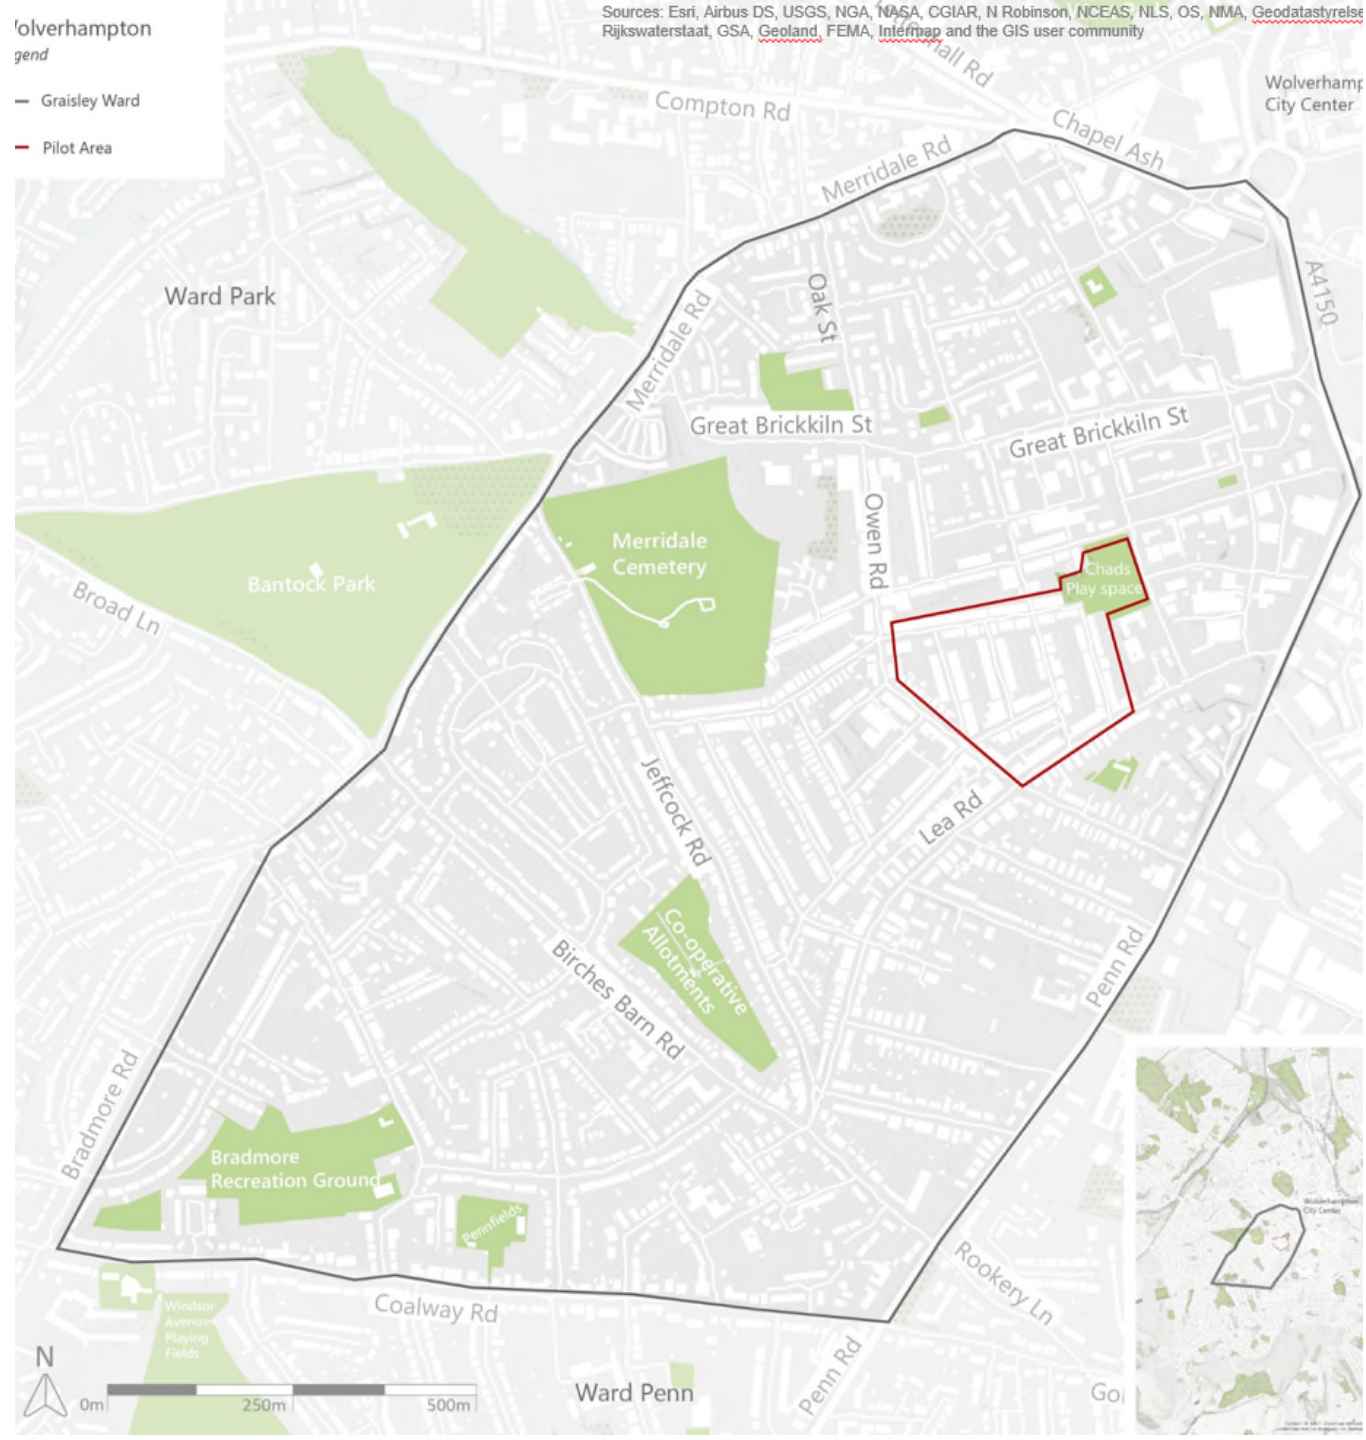 Sources: Esri, Airbus DS, USGS, NGA, NASA, CGIAR, N Robinson, NCEAS, NLS, OS, NMA, Geodatastyrelse
Rijkswaterstaat, GSA, Geoland, FEMA, Intermap and the GIS user community
olverhampton
gend
Graisley Ward
Pilot Area
hall Rd
Wolverhamp
City Center
Compton Rd
Chapel Ash
Merridale Rd
Ward Park
Oak St
A4150
Merridale Rd
Great Brickkiln St
Great Brickkiln St
Owen Rd
Merridale
Cemetery
Bantock Park
Broad Ln
Chads
Play space
Jeffcock Rd
Lea Rd
Co-operative
Allotments
Birches Barn Rd
Penn Rd
Bradmore Rd
Bradmore
Recreation Ground
Pennfields
Wolverhampton
City Center
Rookery Ln
Coalway Rd
Windsor
Avenue
Playing
Fields
N
0m
250m
500m
Ward Penn
Penn Rd
Go